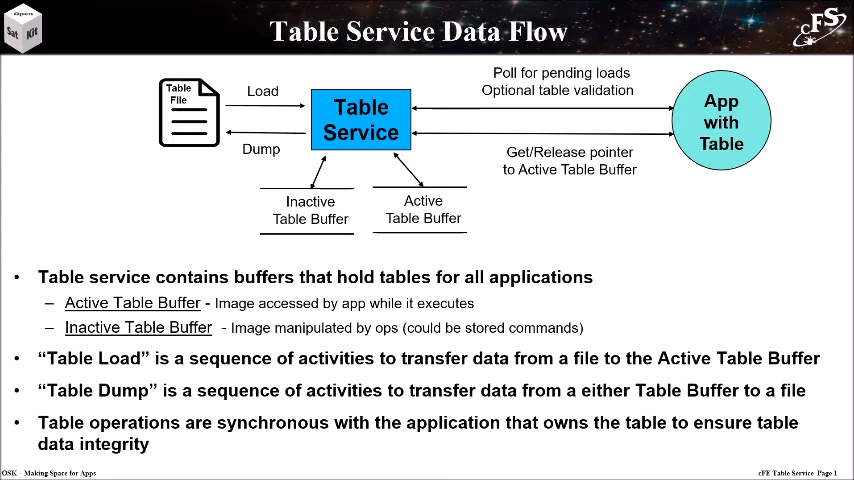 Open
Sat
Kit
Table Service Data Flow
cFS
Table
File
Load
Dump
Table
Service
Poll for pending loads
Optional table validation
Get/Release pointer
to Active Table Buffer
App
with
Table
Inactive
Table Buffer
Active
Table Buffer
• Table service contains buffers that hold tables for all applications
– Active Table Buffer - Image accessed by app while it executes
– Inactive Table Buffer - Image manipulated by ops (could be stored commands)
• “Table Load” is a sequence of activities to transfer data from a file to the Active Table Buffer
• “Table Dump” is a sequence of activities to transfer data from a either Table Buffer to a file
• Table operations are synchronous with the application that owns the table to ensure table
data integrity
OSK – Making Space for Apps
cFE Table Service Page 1